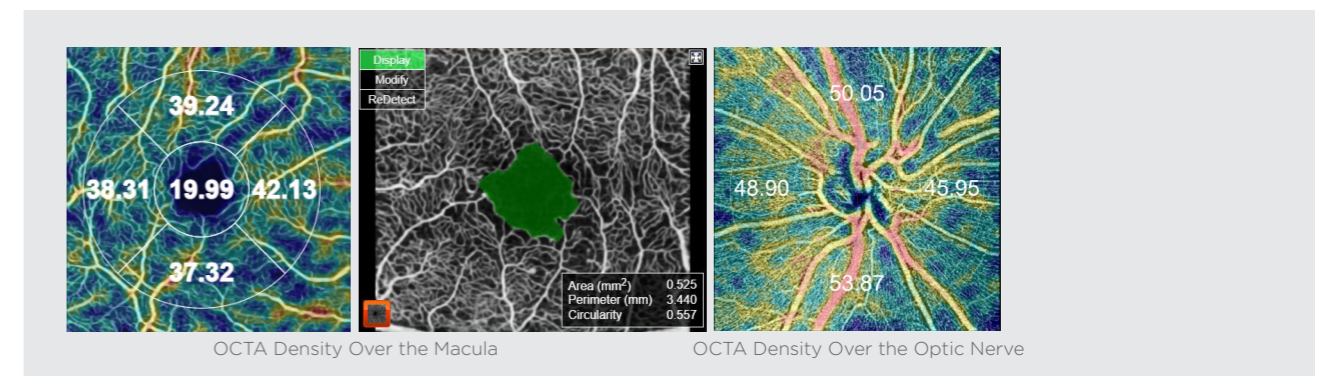 39.24
38.31 19.99 42.13
37.32
Display
Modify
ReDetect
Area (mm²) 0.525
Perimeter (mm) 3.440
Circularity 0.557
50.05
48.90 45.95
53.87
OCTA Density Over the Macula
OCTA Density Over the Optic Nerve